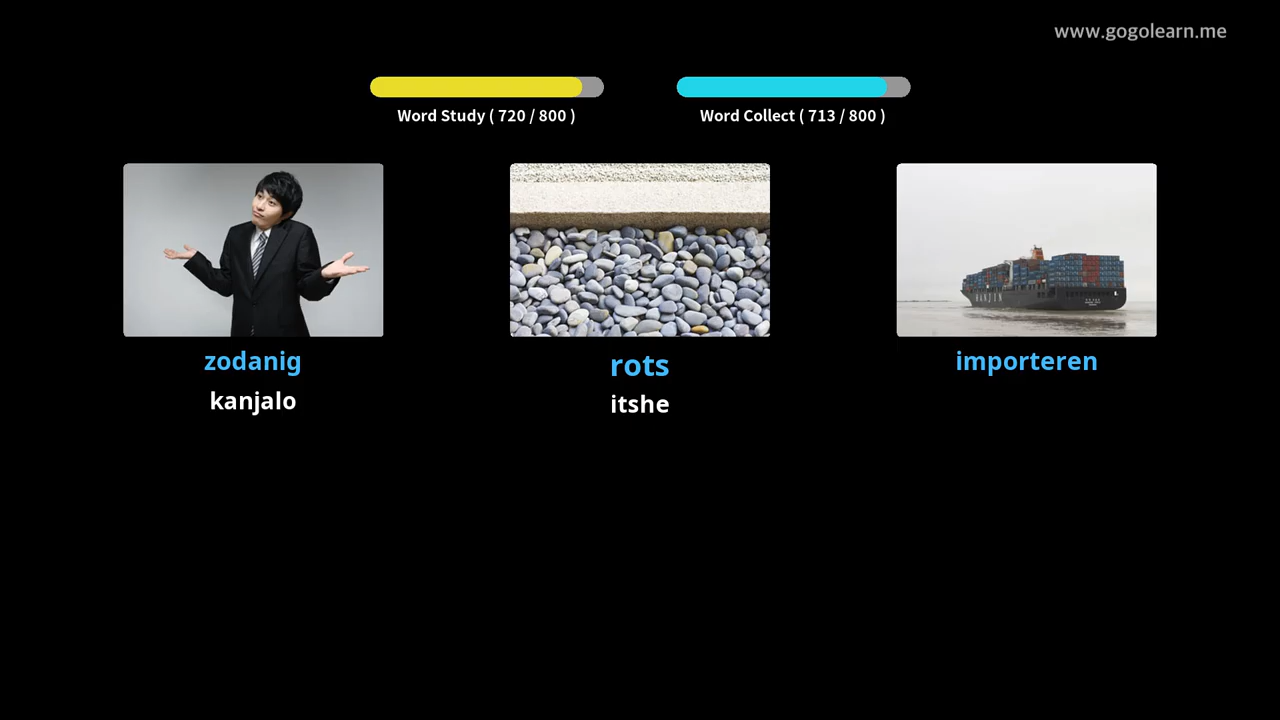 www.gogolearn.me
Word Study ( 720 / 800 )
Word Collect ( 713 / 800 )
zodanig
rots
importeren
kanjalo
itshe